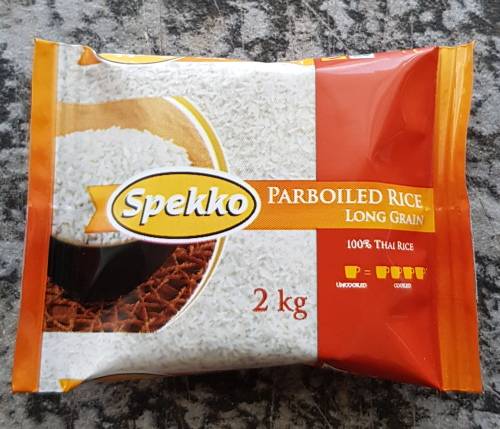 Spekko
PARBOILED RICE
LONG GRAIN
100% THAI RICE
=
UNCOOKED
COOKED
2 kg